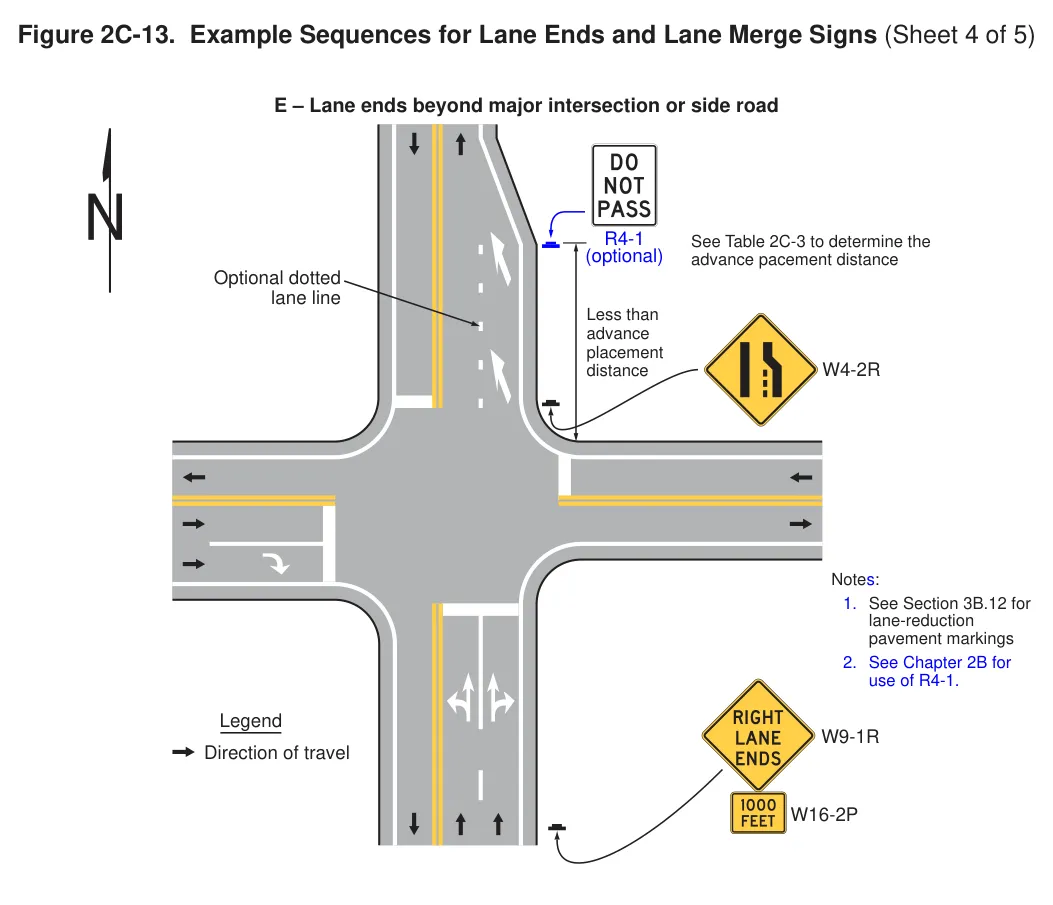 Figure 2C-13.  Example Sequences for Lane Ends and Lane Merge Signs (Sheet 4 of 5)
E – Lane ends beyond major intersection or side road
N
DO
NOT
PASS
R4-1
(optional)
See Table 2C-3 to determine the
advance pacement distance
Optional dotted
lane line
Less than
advance
placement
distance
W4-2R
Notes:
1. See Section 3B.12 for
lane-reduction
pavement markings
2. See Chapter 2B for
use of R4-1.
Legend
Direction of travel
RIGHT
LANE
ENDS
W9-1R
1000
FEET
W16-2P